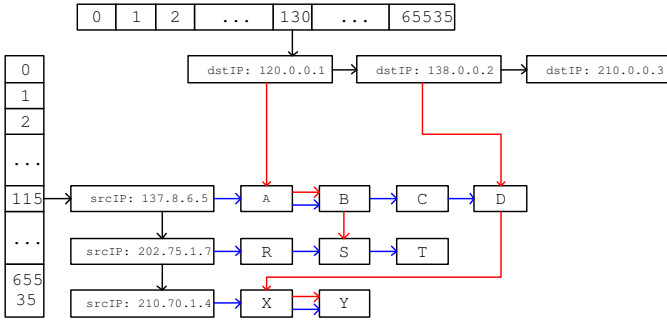 0 1 2 ... 130 ... 65535
dstIP: 120.0.0.1 dstIP: 138.0.0.2 dstIP: 210.0.0.3
0
1
2
...
115 srcIP: 137.8.6.5 A B C D
... srcIP: 202.75.1.7 R S T
655
35 srcIP: 210.70.1.4 X Y